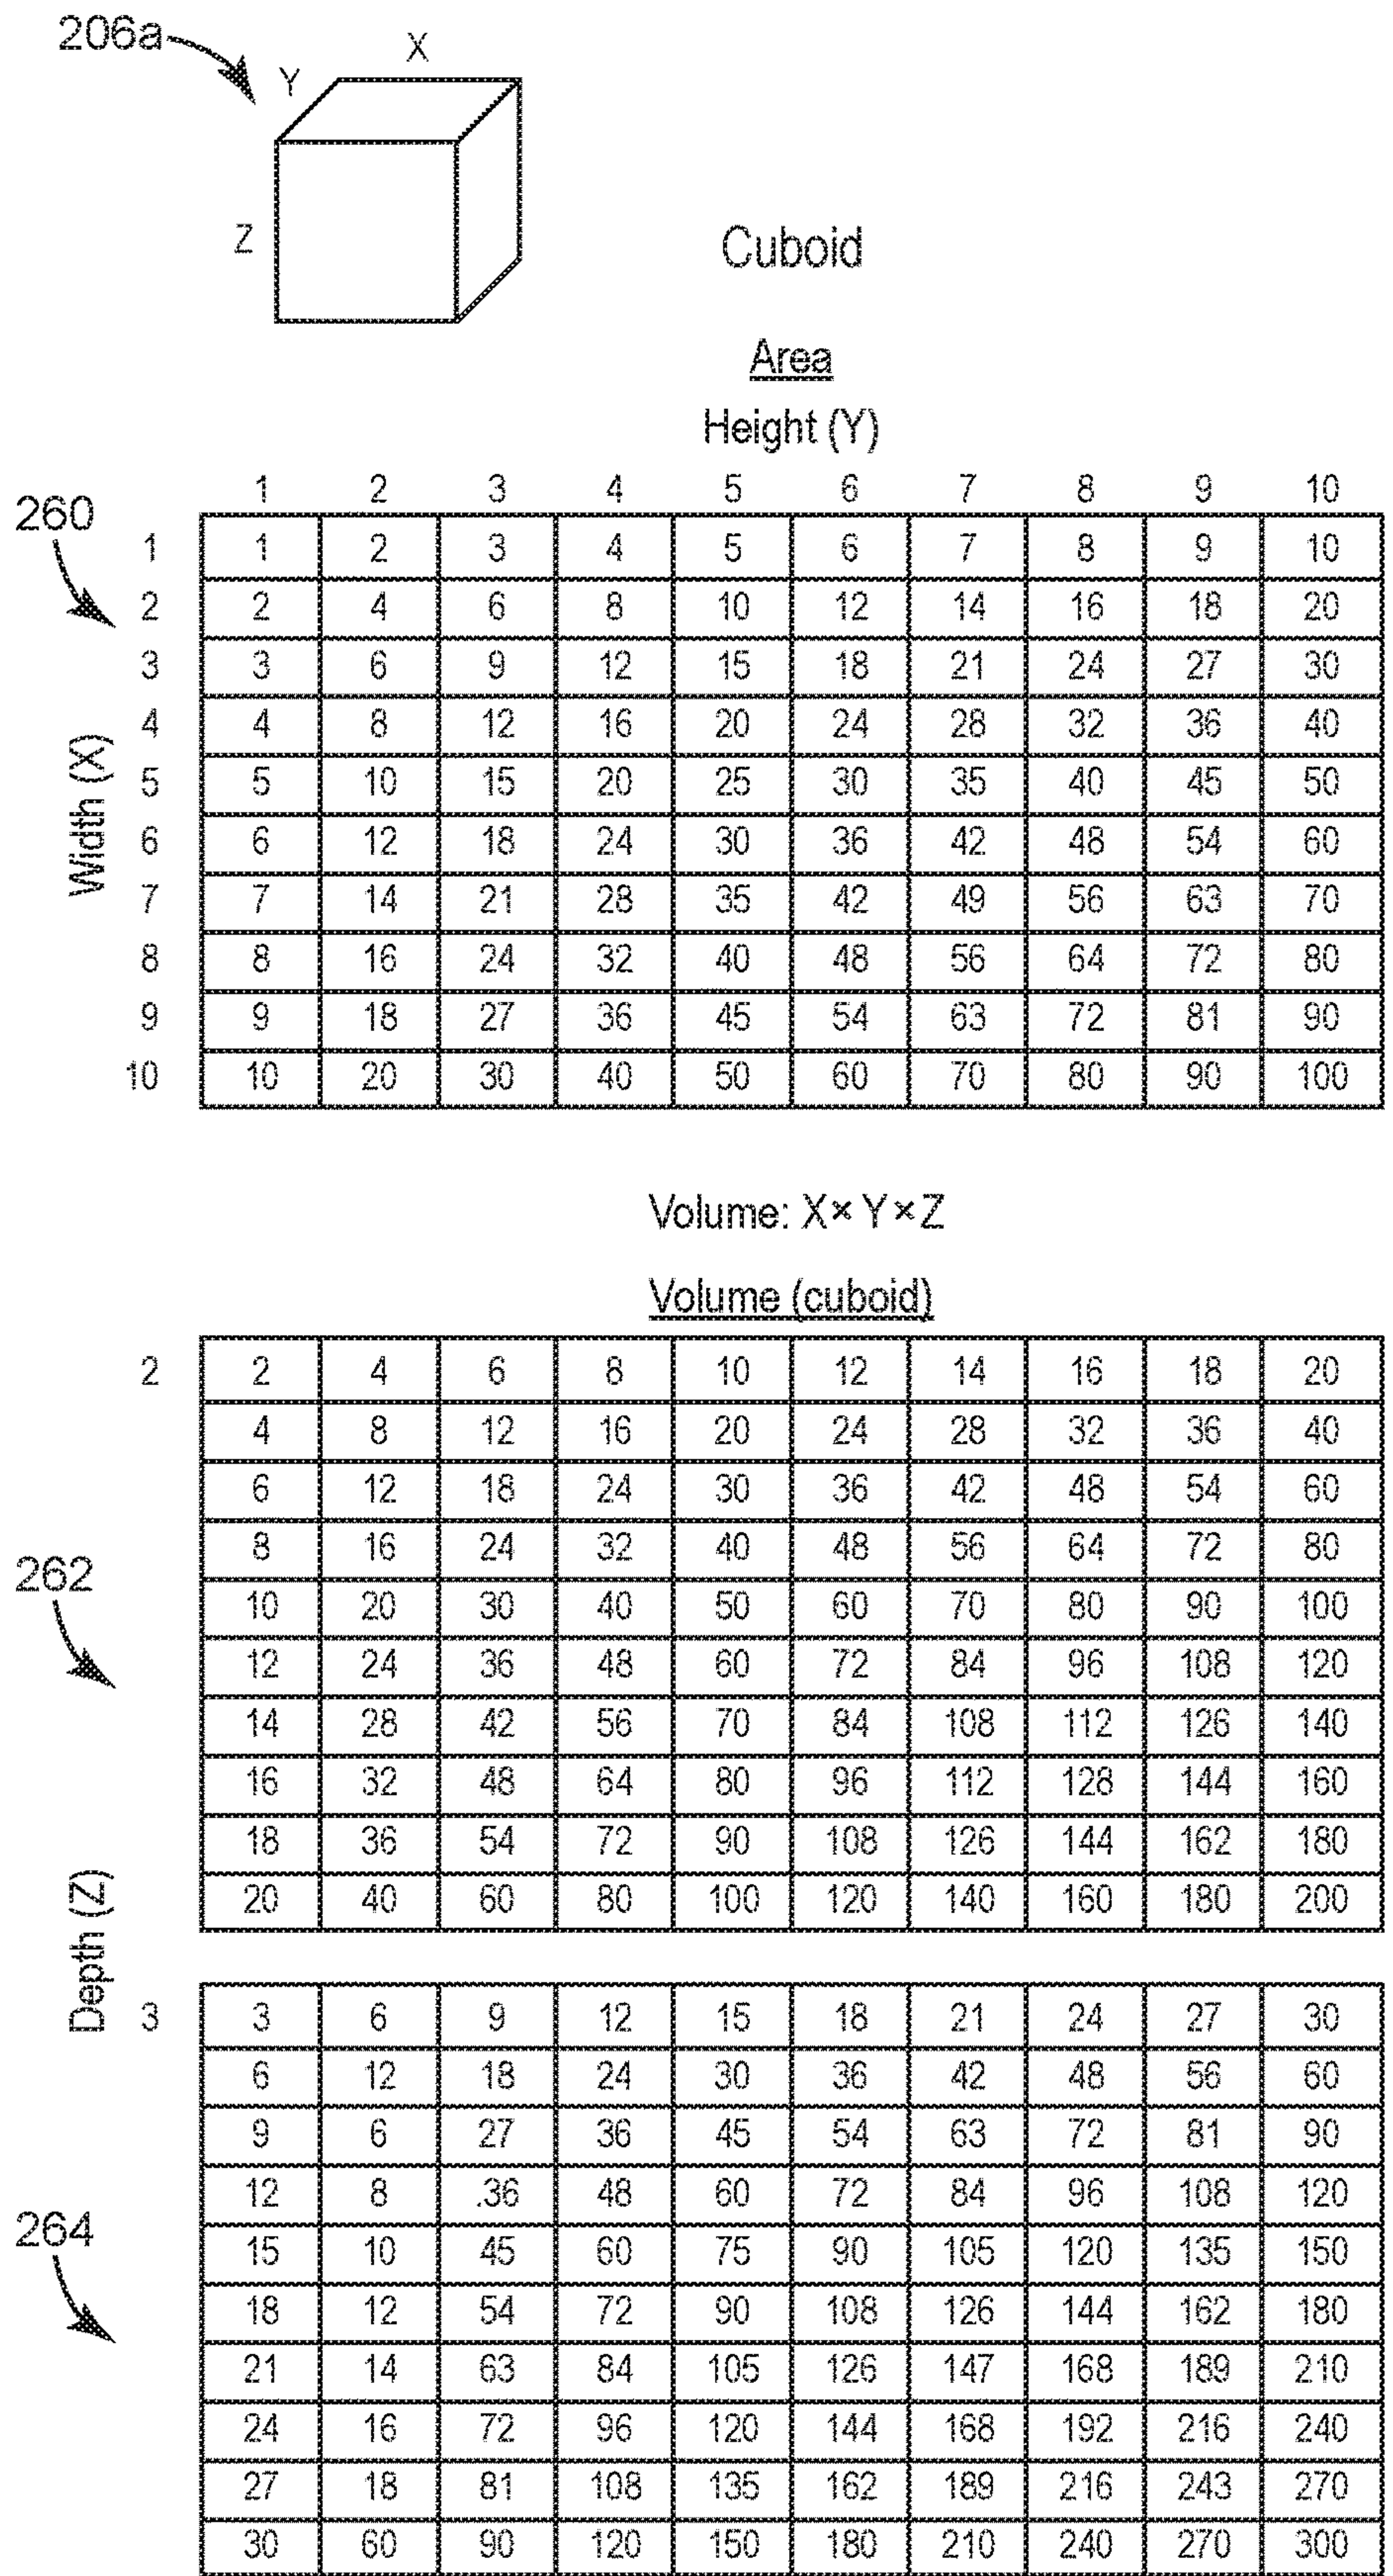 206a
X
Y
Z
Cuboid
Area
Height (Y)
1 2 3 4 5 6 7 8 9 10
260
Width (X)
1 1 2 3 4 5 6 7 8 9 10
2 2 4 6 8 10 12 14 16 18 20
3 3 6 9 12 15 18 21 24 27 30
4 4 8 12 16 20 24 28 32 36 40
5 5 10 15 20 25 30 35 40 45 50
6 6 12 18 24 30 36 42 48 54 60
7 7 14 21 28 35 42 49 56 63 70
8 8 16 24 32 40 48 56 64 72 80
9 9 18 27 36 45 54 63 72 81 90
10 10 20 30 40 50 60 70 80 90 100
Volume: X× Y×Z
Volume (cuboid)
2 2 4 6 8 10 12 14 16 18 20
4 8 12 16 20 24 28 32 36 40
6 12 18 24 30 36 42 48 54 60
8 16 24 32 40 48 56 64 72 80
262
10 20 30 40 50 60 70 80 90 100
12 24 36 48 60 72 84 96 108 120
14 28 42 56 70 84 108 112 126 140
16 32 48 64 80 96 112 128 144 160
18 36 54 72 90 108 126 144 162 180
20 40 60 80 100 120 140 160 180 200
Depth (Z)
3 3 6 9 12 15 18 21 24 27 30
6 12 18 24 30 36 42 48 56 60
9 6 27 36 45 54 63 72 81 90
12 8 .36 48 60 72 84 96 108 120
264
15 10 45 60 75 90 105 120 135 150
18 12 54 72 90 108 126 144 162 180
21 14 63 84 105 126 147 168 189 210
24 16 72 96 120 144 168 192 216 240
27 18 81 108 135 162 189 216 243 270
30 60 90 120 150 180 210 240 270 300